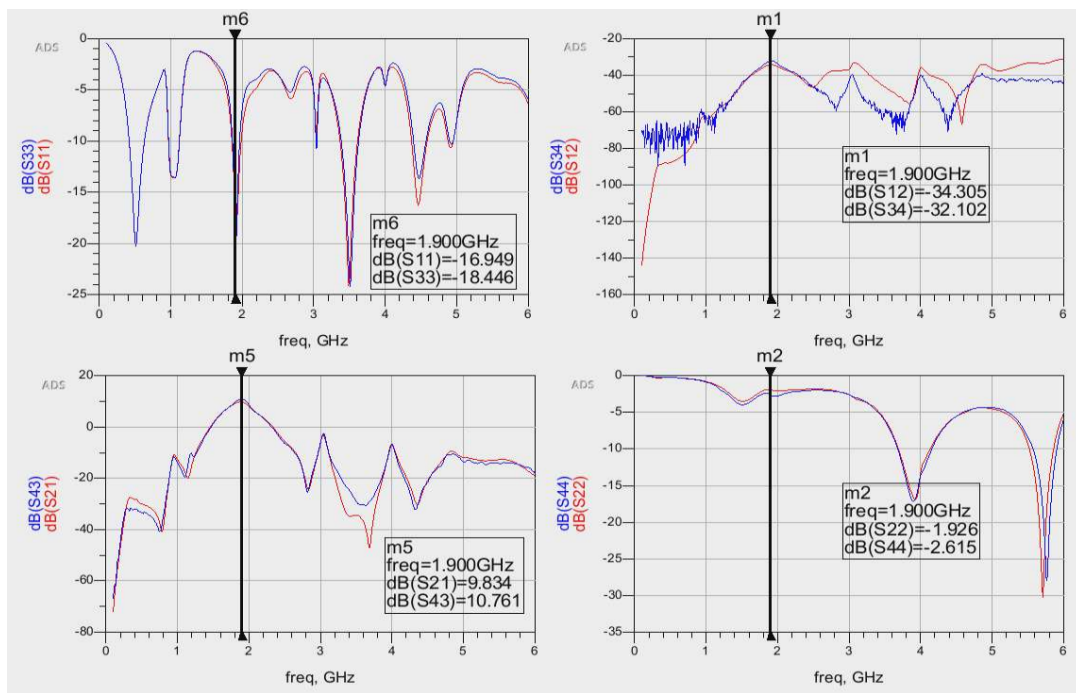 m6
ADS
0
-5
-10
-15
-20
-25
dB(S33)
dB(S11)
m6
freq=1.900GHz
dB(S11)=-16.949
dB(S33)=-18.446
0 1 2 3 4 5 6
freq, GHz
m1
ADS
-20
-40
-60
-80
-100
-120
-140
-160
dB(S34)
dB(S12)
m1
freq=1.900GHz
dB(S12)=-34.305
dB(S34)=-32.102
0 1 2 3 4 5 6
freq, GHz
m5
ADS
20
0
-20
-40
-60
-80
dB(S43)
dB(S21)
m5
freq=1.900GHz
dB(S21)=9.834
dB(S43)=10.761
0 1 2 3 4 5 6
freq, GHz
m2
ADS
0
-5
-10
-15
-20
-25
-30
-35
dB(S44)
dB(S22)
m2
freq=1.900GHz
dB(S22)=-1.926
dB(S44)=-2.615
0 1 2 3 4 5 6
freq, GHz